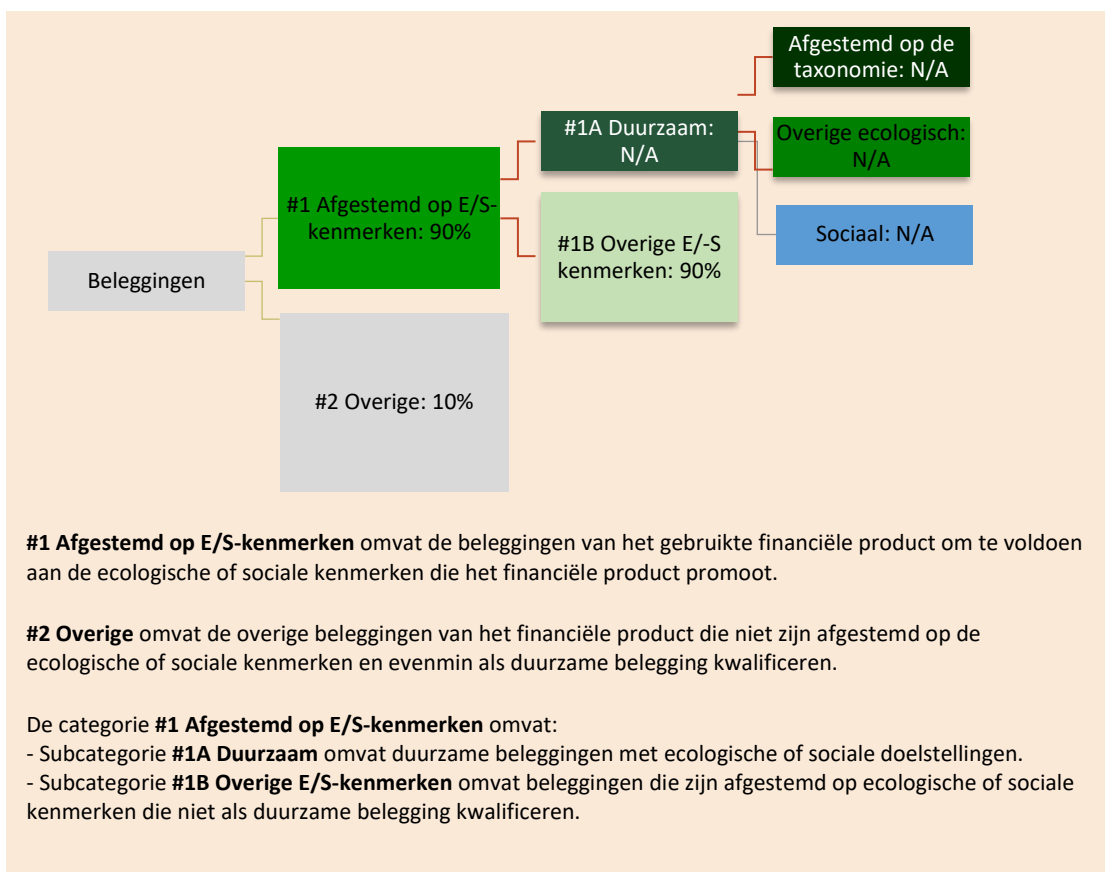 Afgestemd op de
taxonomie: N/A
#1A Duurzaam:
N/A
Overige ecologisch:
N/A
#1 Afgestemd op E/S-
kenmerken: 90%
#1B Overige E/-S
kenmerken: 90%
Sociaal: N/A
Beleggingen
#2 Overige: 10%
#1 Afgestemd op E/S-kenmerken omvat de beleggingen van het gebruikte financiële product om te voldoen
aan de ecologische of sociale kenmerken die het financiële product promoot.
#2 Overige omvat de overige beleggingen van het financiële product die niet zijn afgestemd op de
ecologische of sociale kenmerken en evenmin als duurzame belegging kwalificeren.
De categorie #1 Afgestemd op E/S-kenmerken omvat:
- Subcategorie #1A Duurzaam omvat duurzame beleggingen met ecologische of sociale doelstellingen.
- Subcategorie #1B Overige E/S-kenmerken omvat beleggingen die zijn afgestemd op ecologische of sociale
kenmerken die niet als duurzame belegging kwalificeren.